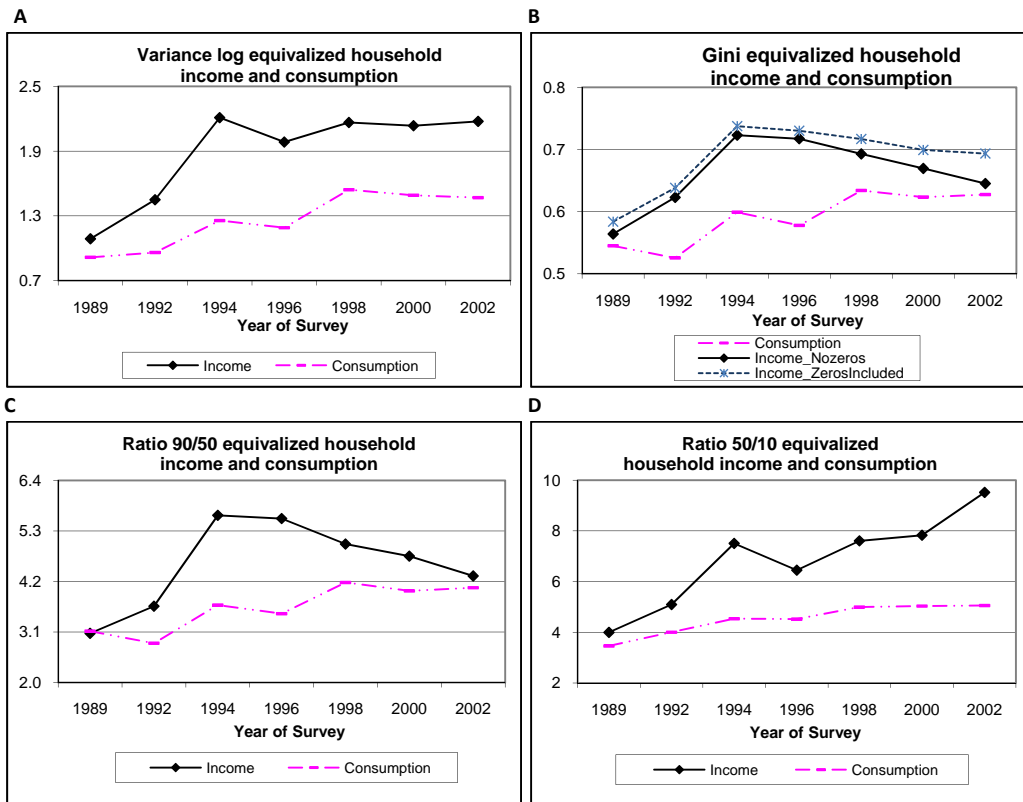 A
Variance log equivalized household
income and consumption
2.5
1.9
1.3
0.7
1989 1992 1994 1996 1998 2000 2002
Year of Survey
Income Consumption
B
Gini equivalized household
income and consumption
0.8
0.7
0.6
0.5
1989 1992 1994 1996 1998 2000 2002
Year of Survey
Consumption
Income_Nozeros
Income_ZerosIncluded
C
Ratio 90/50 equivalized household
income and consumption
6.4
5.3
4.2
3.1
2.0
1989 1992 1994 1996 1998 2000 2002
Year of Survey
Income Consumption
D
Ratio 50/10 equivalized
household income and consumption
10
8
6
4
2
1989 1992 1994 1996 1998 2000 2002
Year of Survey
Income Consumption